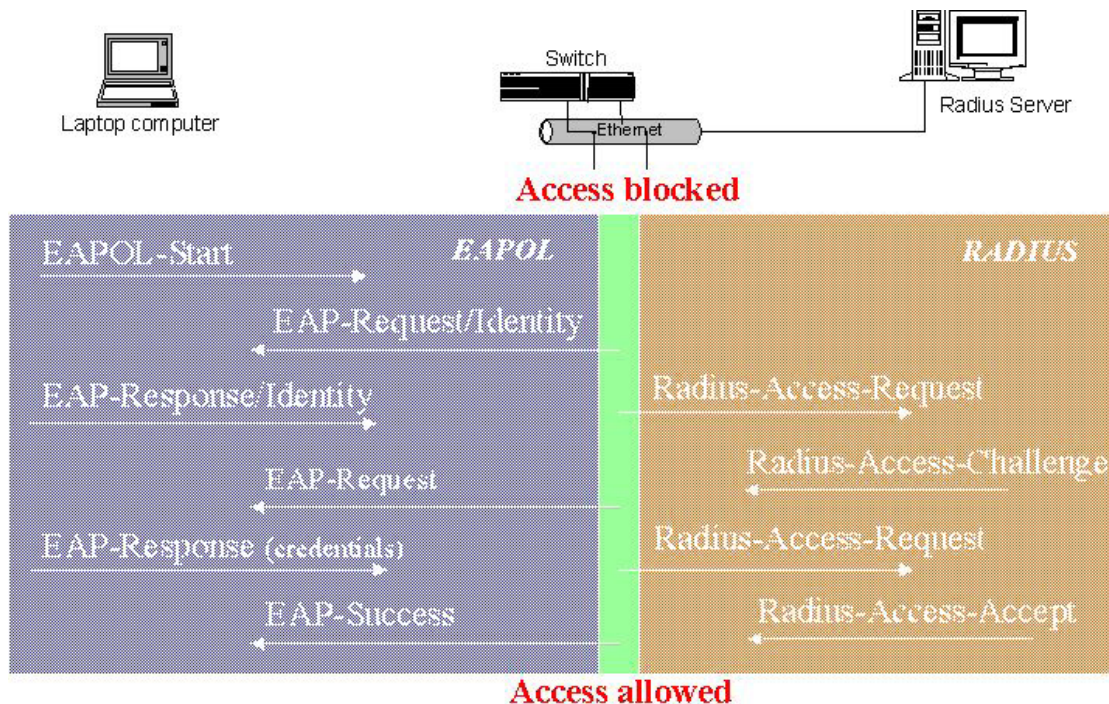 Switch
Laptop computer
Ethernet
Radius Server
Access blocked
EAPOL-Start
EAPOL
RADIUS
EAP-Request/Identity
EAP-Response/Identity
Radius-Access-Request
EAP-Request
Radius-Access-Challenge
EAP-Response (credentials)
Radius-Access-Request
EAP-Success
Radius-Access-Accept
Access allowed